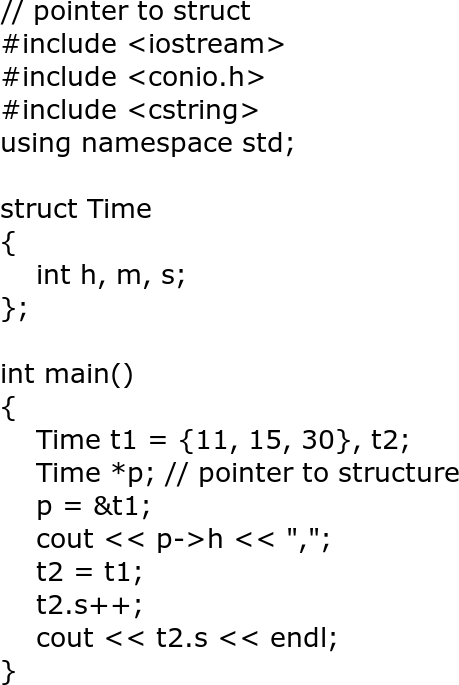 // pointer to struct
#include <iostream>
#include <conio.h>
#include <cstring>
using namespace std;

struct Time
{
    int h, m, s;
};

int main()
{
    Time t1 = {11, 15, 30}, t2;
    Time *p; // pointer to structure
    p = &t1;
    cout << p->h << ",";
    t2 = t1;
    t2.s++;
    cout << t2.s << endl;
}